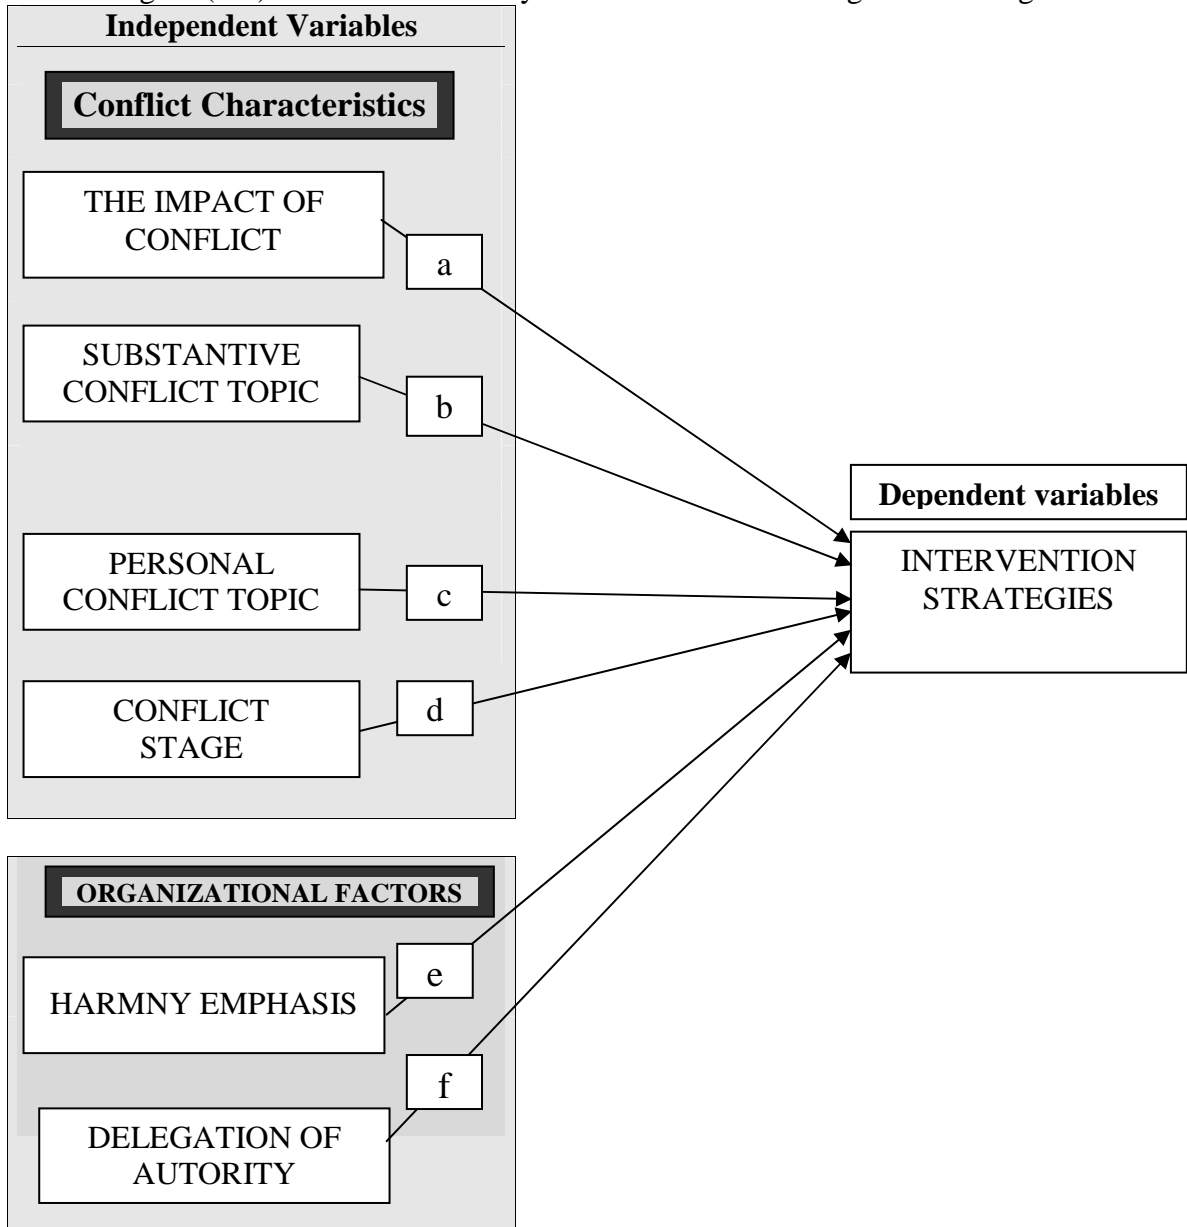 Independent Variables
Conflict Characteristics
THE IMPACT OF
CONFLICT
a
SUBSTANTIVE
CONFLICT TOPIC
b
Dependent variables
INTERVENTION
STRATEGIES
PERSONAL
CONFLICT TOPIC
c
CONFLICT
STAGE
d
ORGANIZATIONAL FACTORS
HARMNY EMPHASIS
e
DELEGATION OF
AUTORITY
f